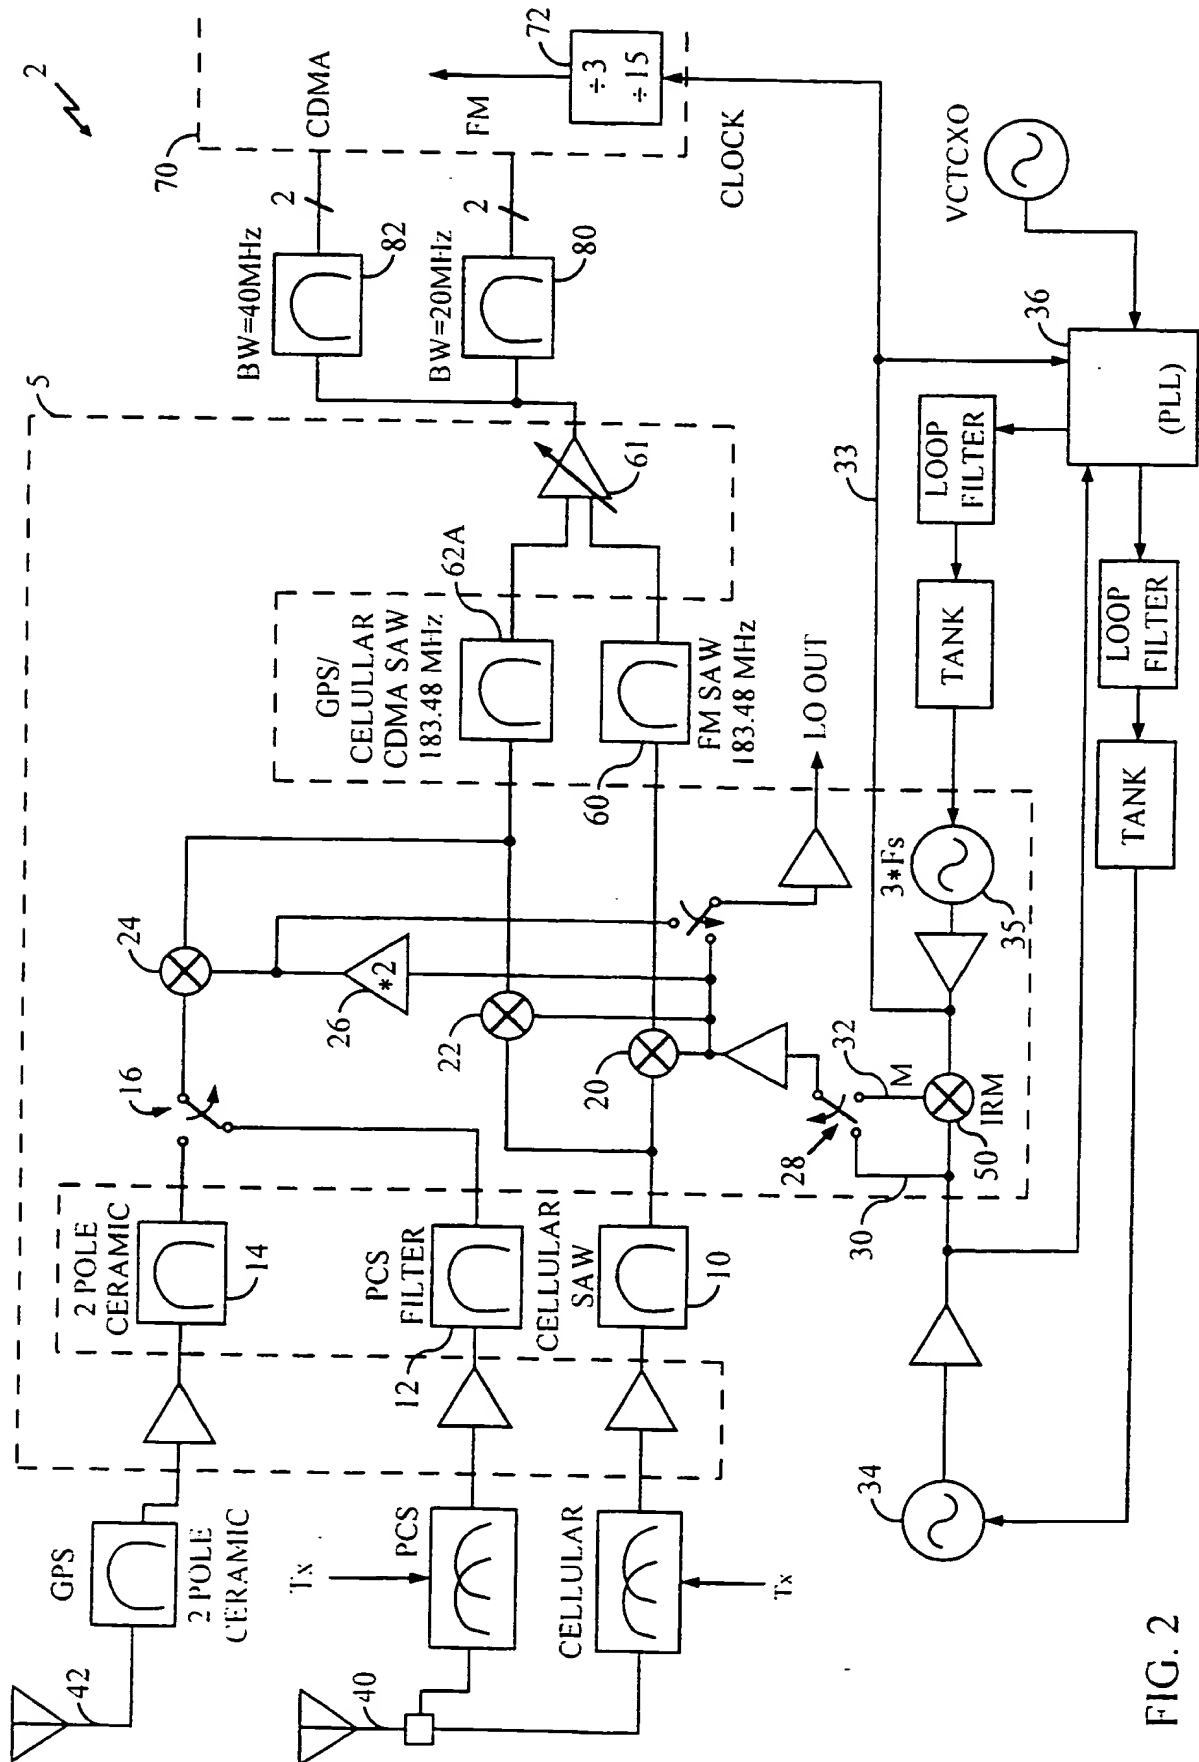 2
70
CDMA
FM
72
÷3
÷15
CLOCK
2
2
BW=40MHz
82
BW=20MHz
80
VCTCXO
36
(PLL)
5
61
62A
GPS/
CELULLAR
CDMA SAW
183.48 MHz
60
FM SAW
183.48 MHz
33
LOOP
FILTER
TANK
LOOP
FILTER
TANK
LO OUT
3*Fs
35
24
*2
26
22
20
16
28
32
M
IRM
50
30
2 POLE
CERAMIC
14
PCS
FILTER
12
CELLULAR
SAW
10
34
GPS
2 POLE
CERAMIC
42
Tx
PCS
40
CELLULAR
Tx
FIG. 2